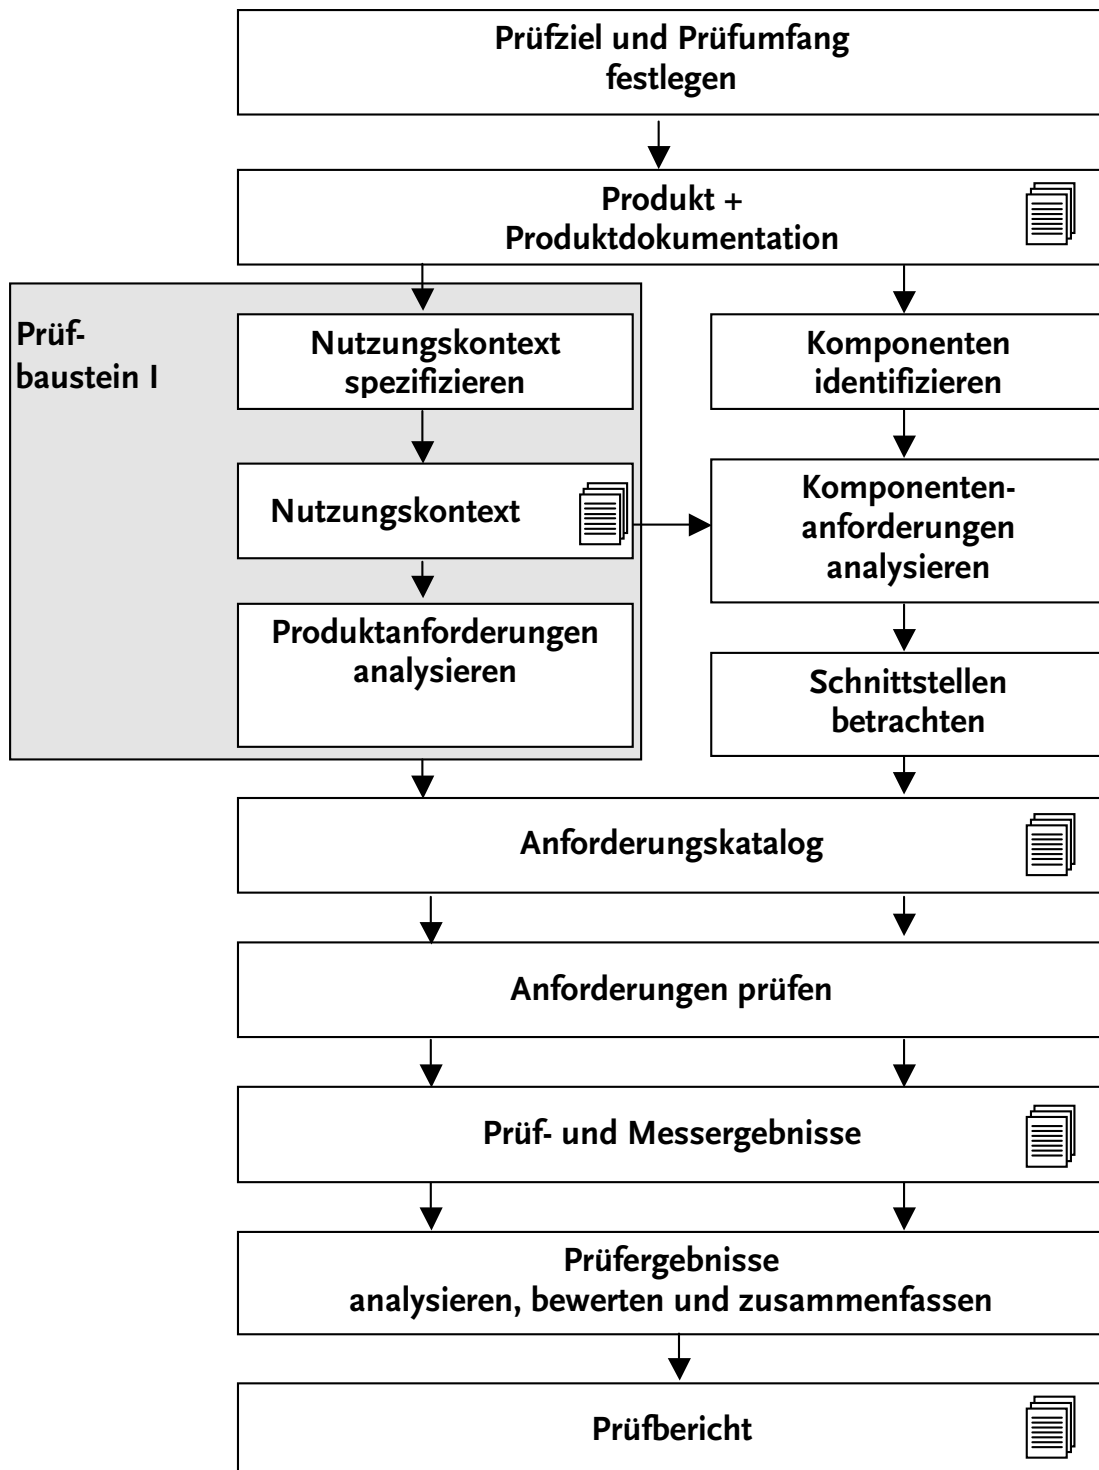 Prüfziel und Prüfumfang
festlegen
Produkt +
Produktdokumentation
Prüf-
baustein I
Nutzungskontext
spezifizieren
Komponenten
identifizieren
Nutzungskontext
Komponenten-
anforderungen
analysieren
Produktanforderungen
analysieren
Schnittstellen
betrachten
Anforderungskatalog
Anforderungen prüfen
Prüf- und Messergebnisse
Prüfergebnisse
analysieren, bewerten und zusammenfassen
Prüfbericht